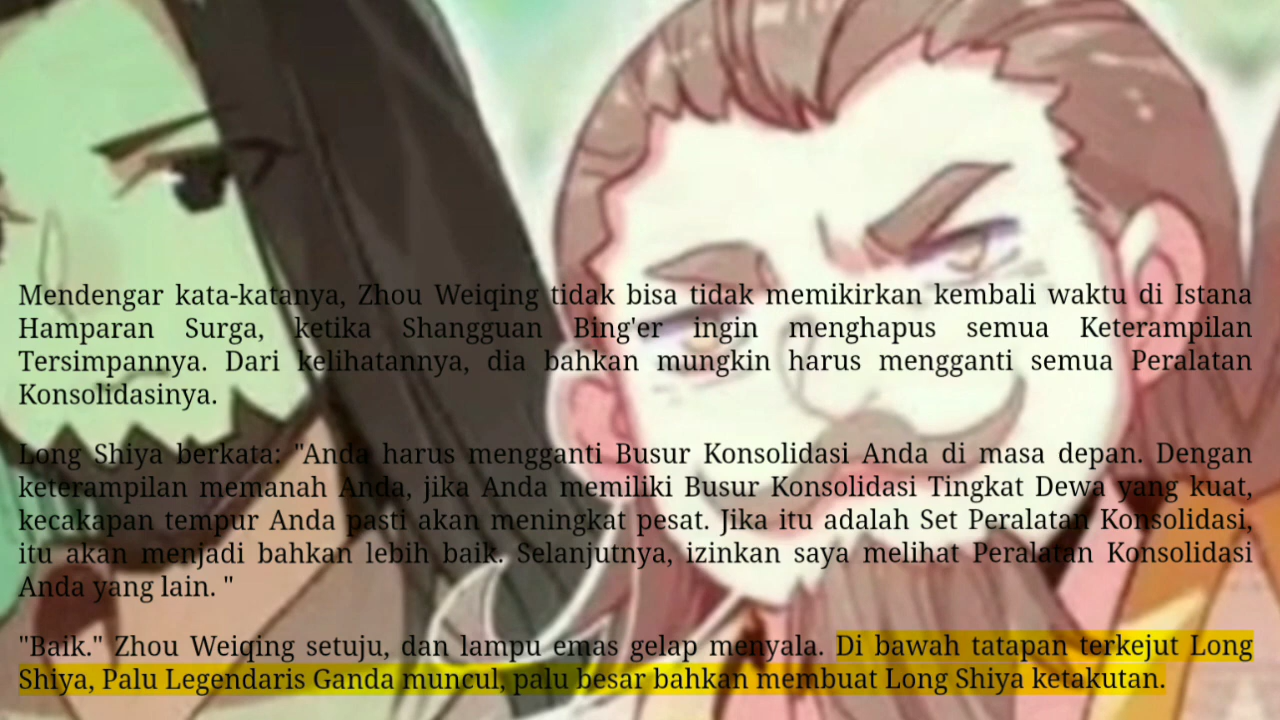 Mendengar kata-katanya, Zhou Weiqing tidak bisa tidak memikirkan kembali waktu di Istana
Hamparan Surga, ketika Shangguan Bing'er ingin menghapus semua Keterampilan
Tersimpannya. Dari kelihatannya, dia bahkan mungkin harus mengganti semua Peralatan
Konsolidasinya.
Long Shiya berkata: "Anda harus mengganti Busur Konsolidasi Anda di masa depan. Dengan
keterampilan memanah Anda, jika Anda memiliki Busur Konsolidasi Tingkat Dewa yang kuat,
kecakapan tempur Anda pasti akan meningkat pesat. Jika itu adalah Set Peralatan Konsolidasi,
itu akan menjadi bahkan lebih baik. Selanjutnya, izinkan saya melihat Peralatan Konsolidasi
Anda yang lain. "
"Baik." Zhou Weiqing setuju, dan lampu emas gelap menyala. Di bawah tatapan terkejut Long
Shiya, Palu Legendaris Ganda muncul, palu besar bahkan membuat Long Shiya ketakutan.